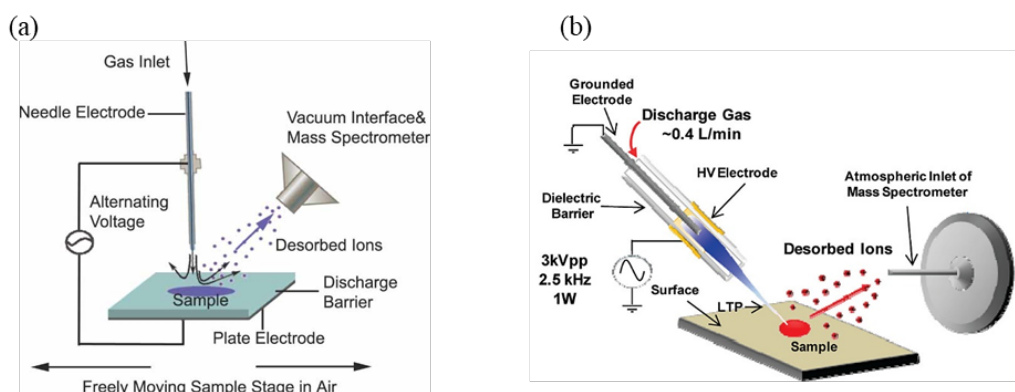 (a)
Gas Inlet
Needle Electrode
Vacuum Interface&
Mass Spectrometer
Alternating
Voltage
Desorbed Ions
Sample
Discharge
Barrier
Plate Electrode
Freely Moving Sample Stage in Air
(b)
Grounded
Electrode
Discharge Gas
~0.4 L/min
HV Electrode
Dielectric
Barrier
Atmospheric Inlet of
Mass Spectrometer
3kVpp
2.5 kHz
1W
Desorbed Ions
Surface
LTP
Sample